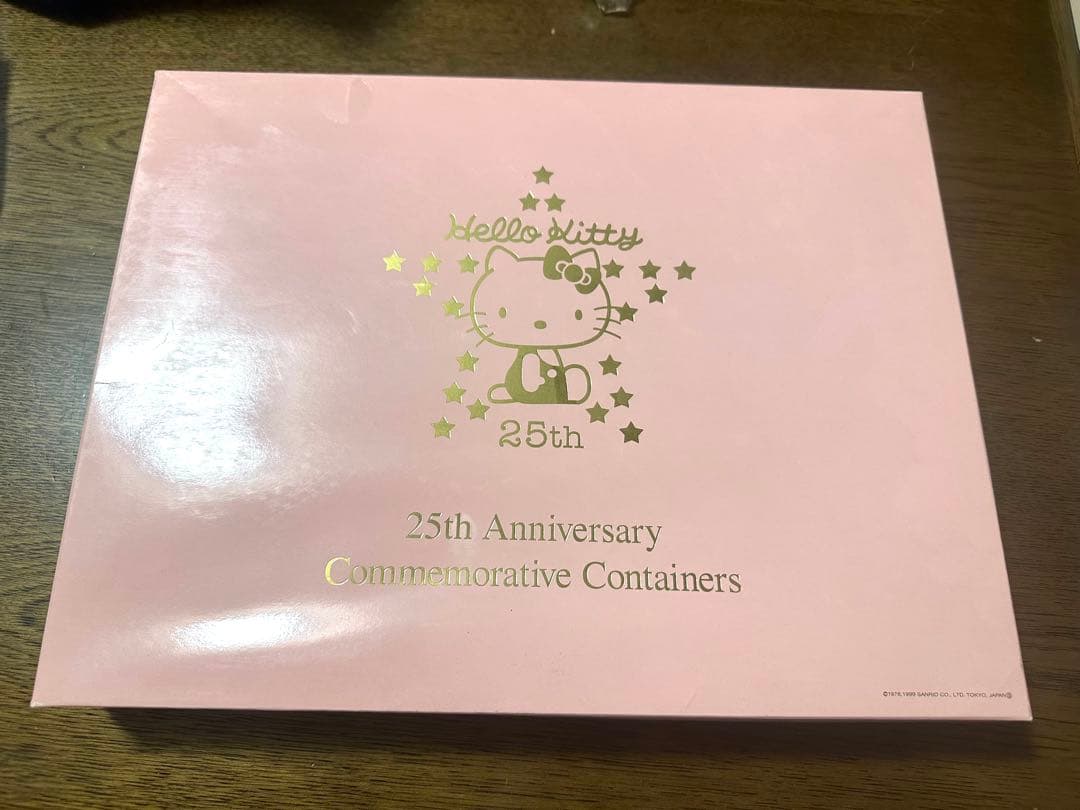 Hello Kitty
25th
25th Anniversary
Commemorative Containers
©1976,1999 SANRIO CO., LTD. TOKYO, JAPAN